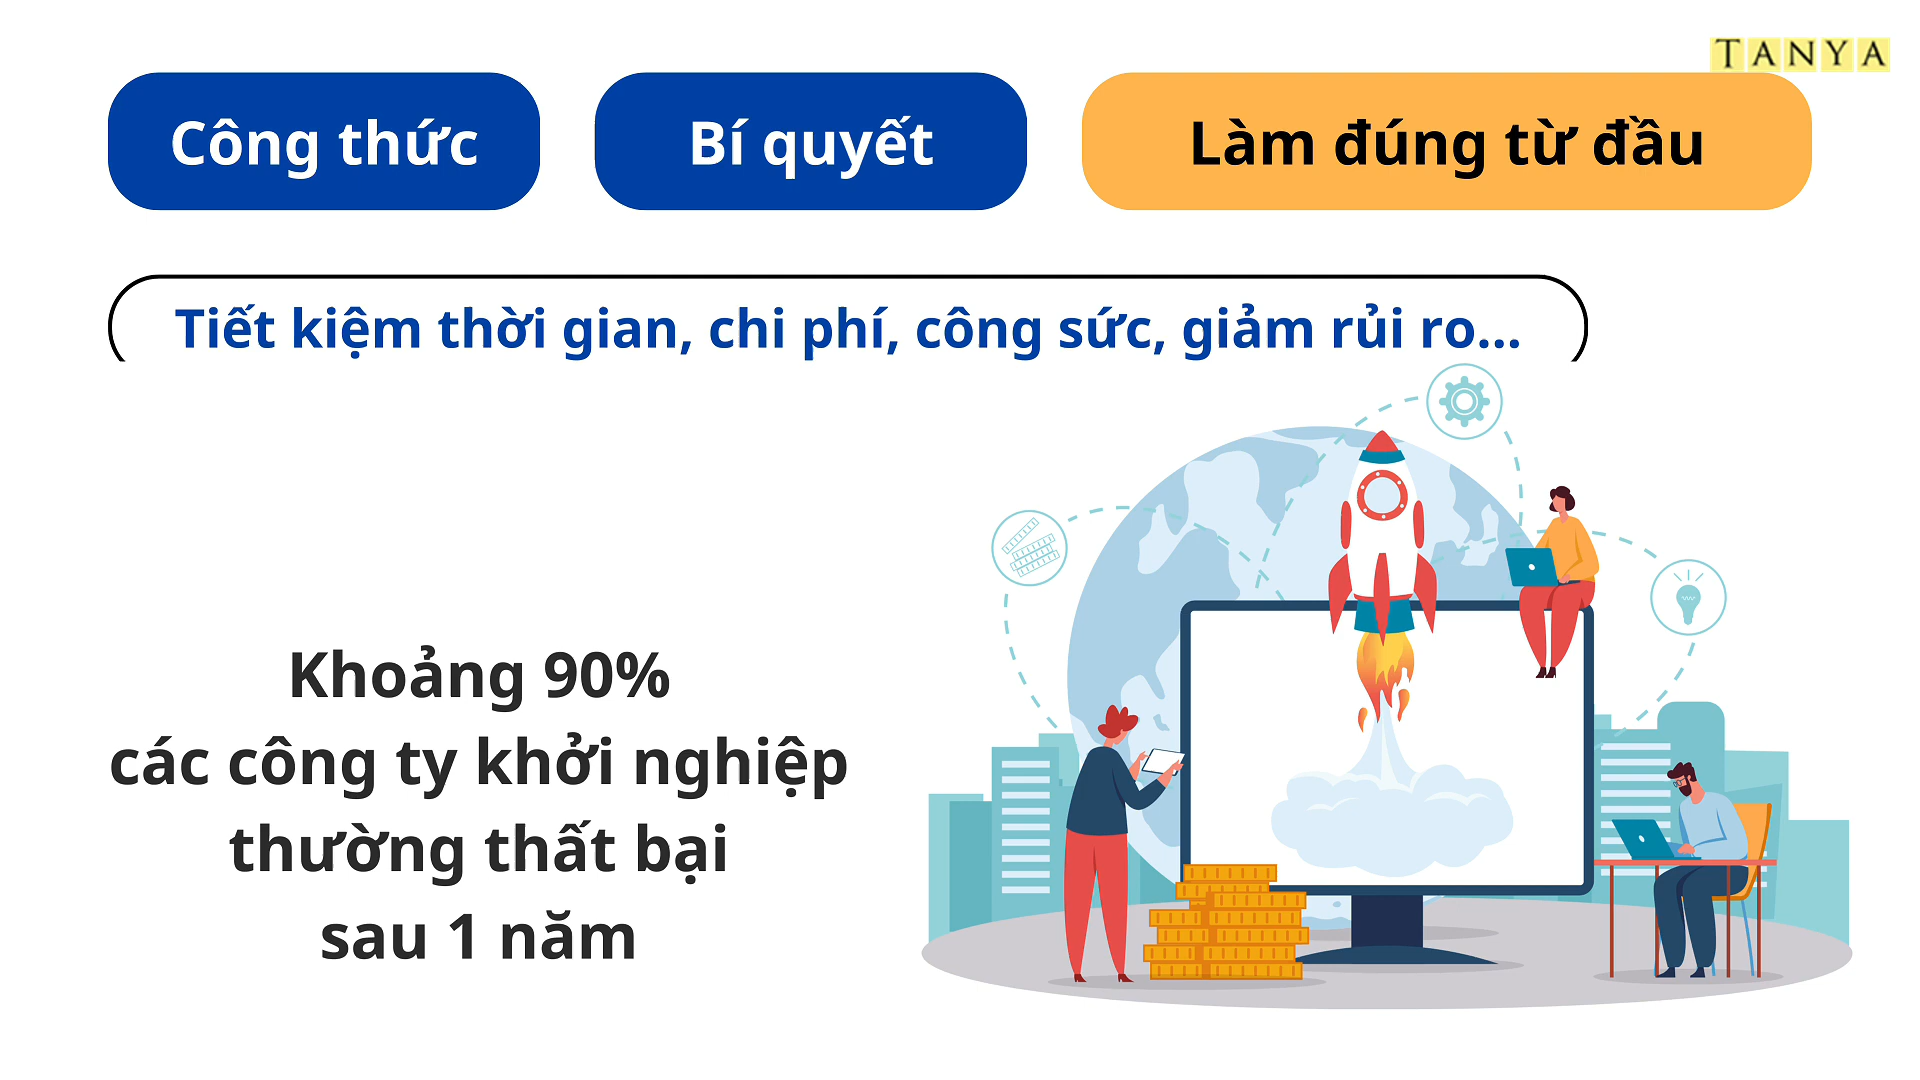 TANYA
Công thức
Bí quyết
Làm đúng từ đầu
Tiết kiệm thời gian, chi phí, công sức, giảm rủi ro...
Khoảng 90%
các công ty khởi nghiệp
thường thất bại
sau 1 năm